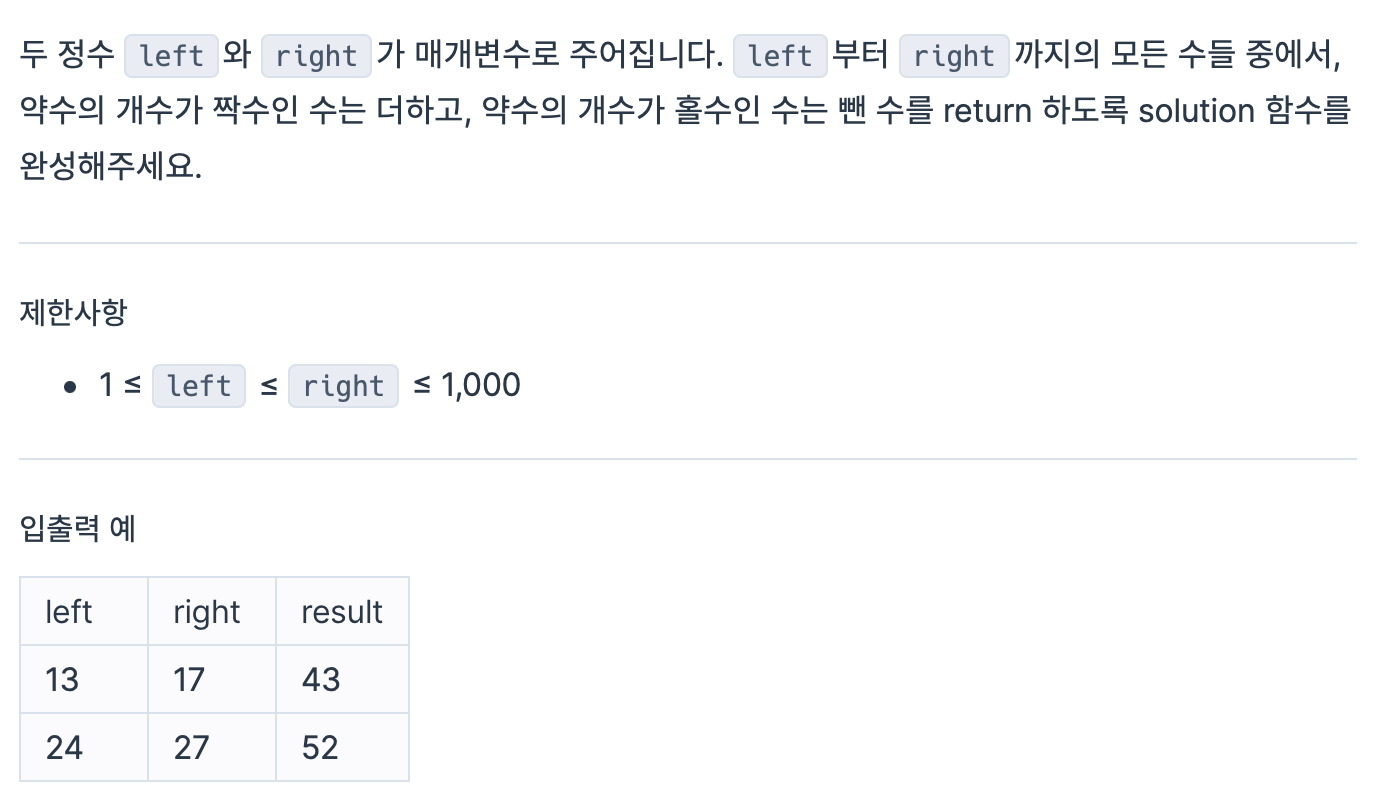 두 정수 left와 right가 매개변수로 주어집니다. left부터 right까지의 모든 수들 중에서,
약수의 개수가 짝수인 수는 더하고, 약수의 개수가 홀수인 수는 뺀 수를 return 하도록 solution 함수를
완성해주세요.
제한사항
• 1 ≤ left ≤ right ≤ 1,000
입출력 예
left right result
13 17 43
24 27 52